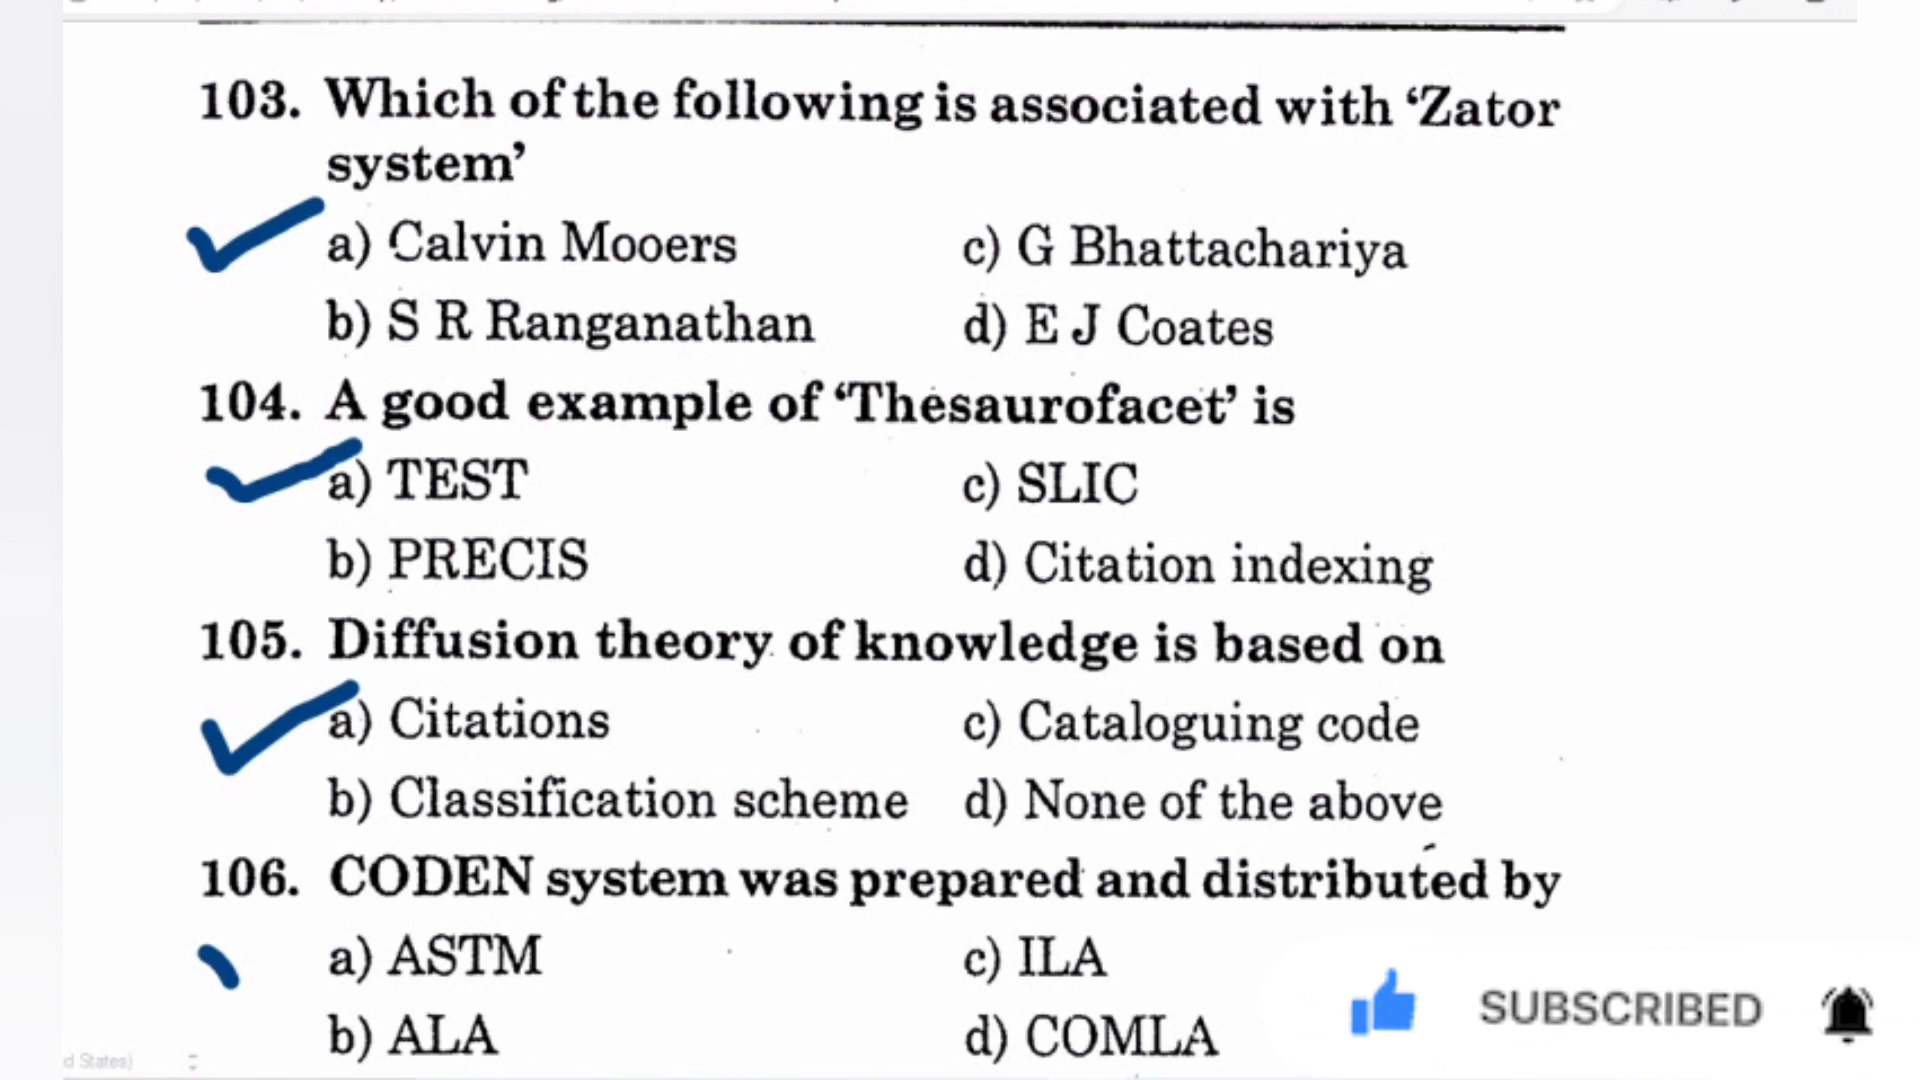 103. Which of the following is associated with ‘Zator
system’
a) Calvin Mooers c) G Bhattachariya
b) S R Ranganathan d) E J Coates
104. A good example of ‘Thesaurofacet’ is
a) TEST c) SLIC
b) PRECIS d) Citation indexing
105. Diffusion theory of knowledge is based on
a) Citations c) Cataloguing code
b) Classification scheme d) None of the above
106. CODEN system was prepared and distributed by
a) ASTM c) ILA
b) ALA d) COMLA
SUBSCRIBED
d States)